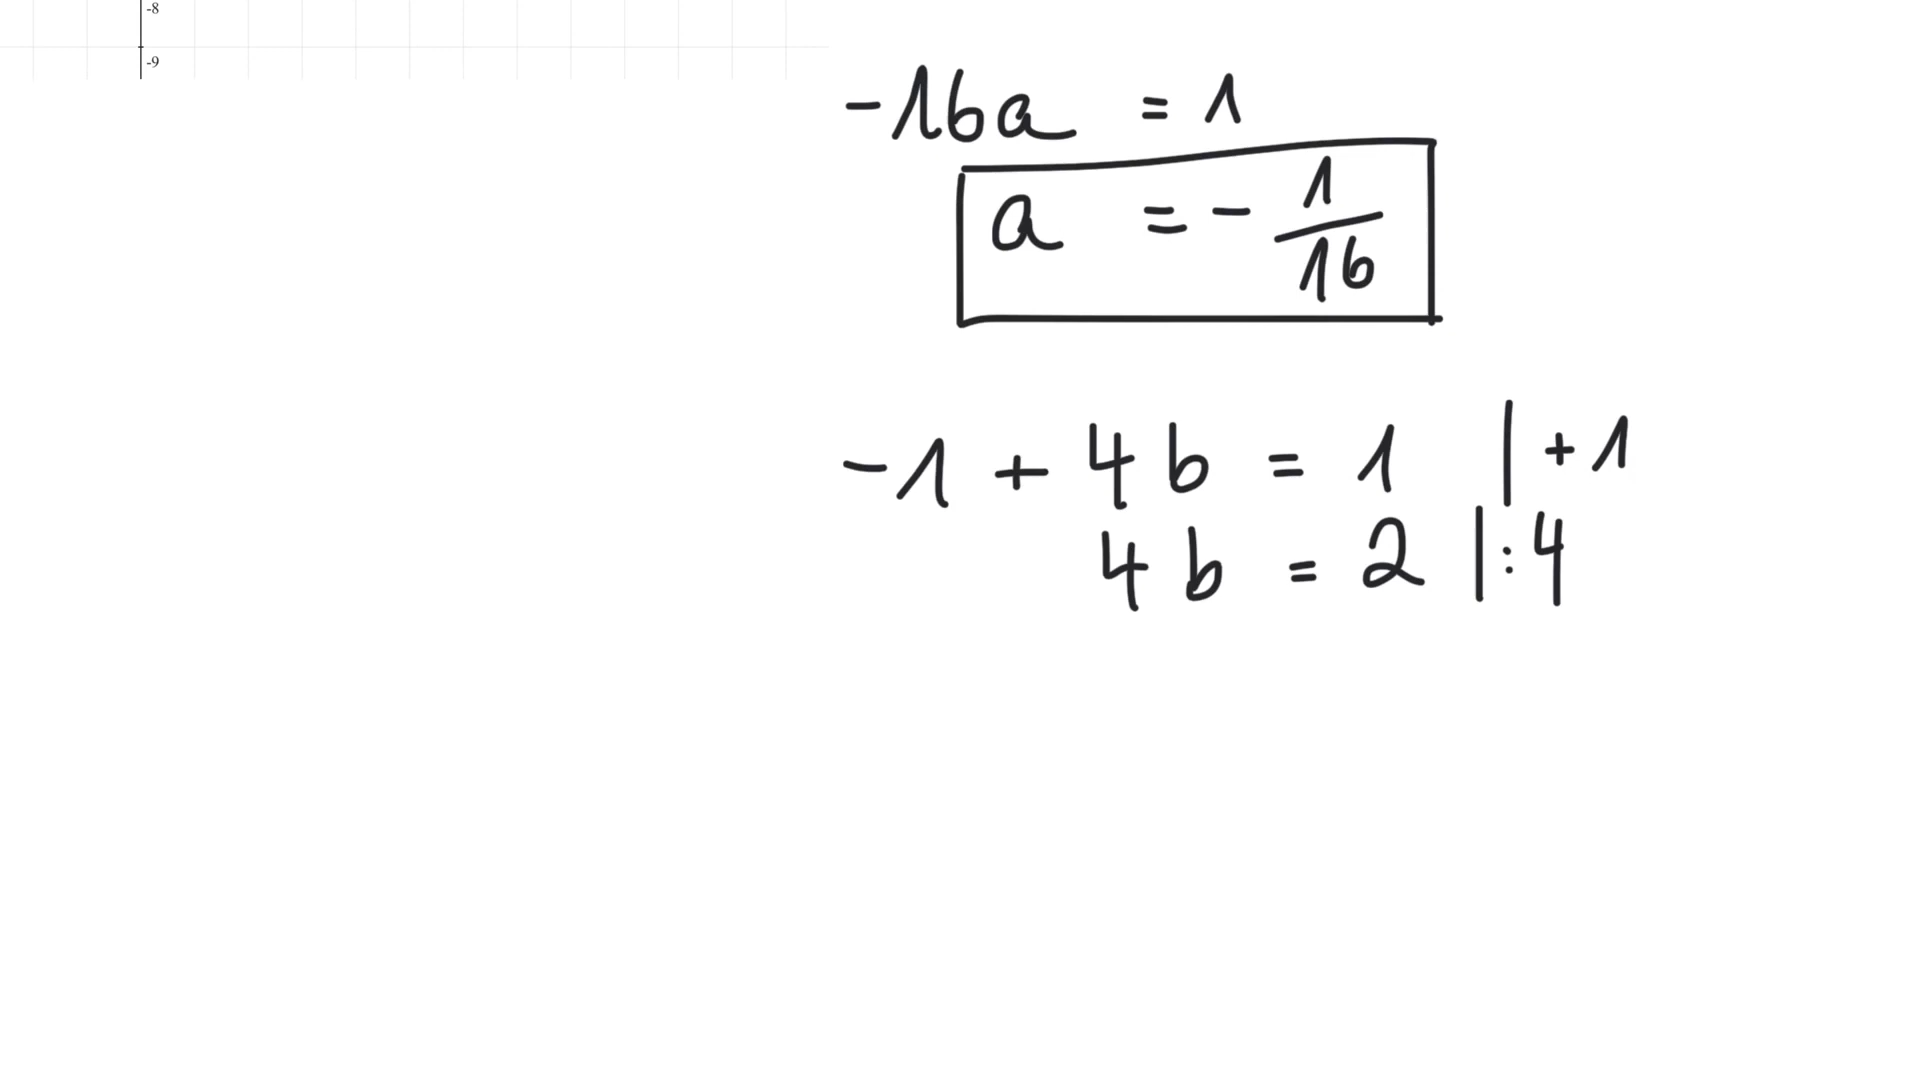 -8
-9
-16a = 1
a = - 1/16
-1 + 4b = 1 | +1
4b = 2 | :4